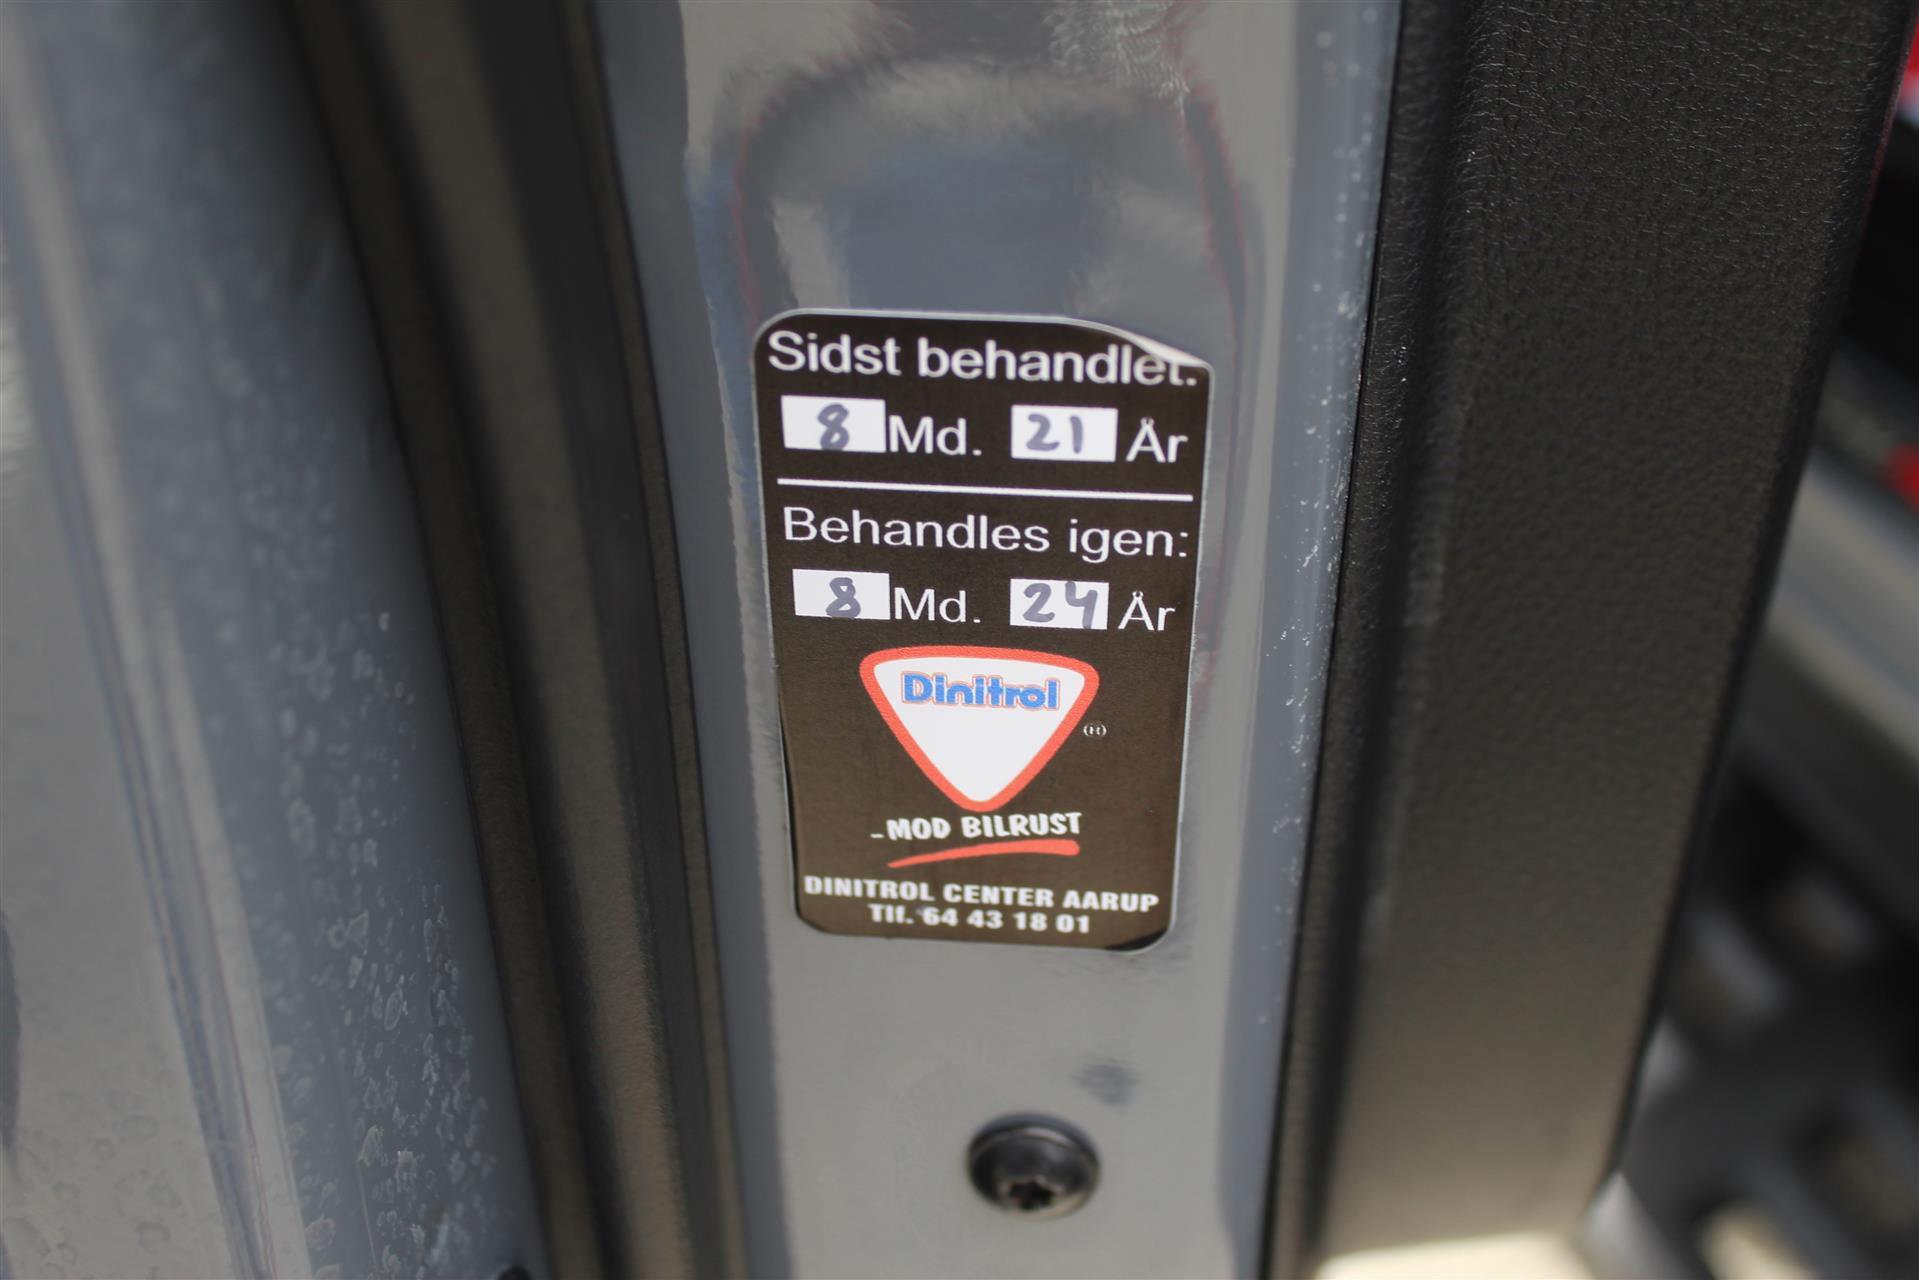 Sidst behandlet:
8 Md. 21 År
Behandles igen:
8 Md. 24 År
Dinitrol
®
-MOD BILRUST
DINITROL CENTER AARUP
Tlf. 64 43 18 01